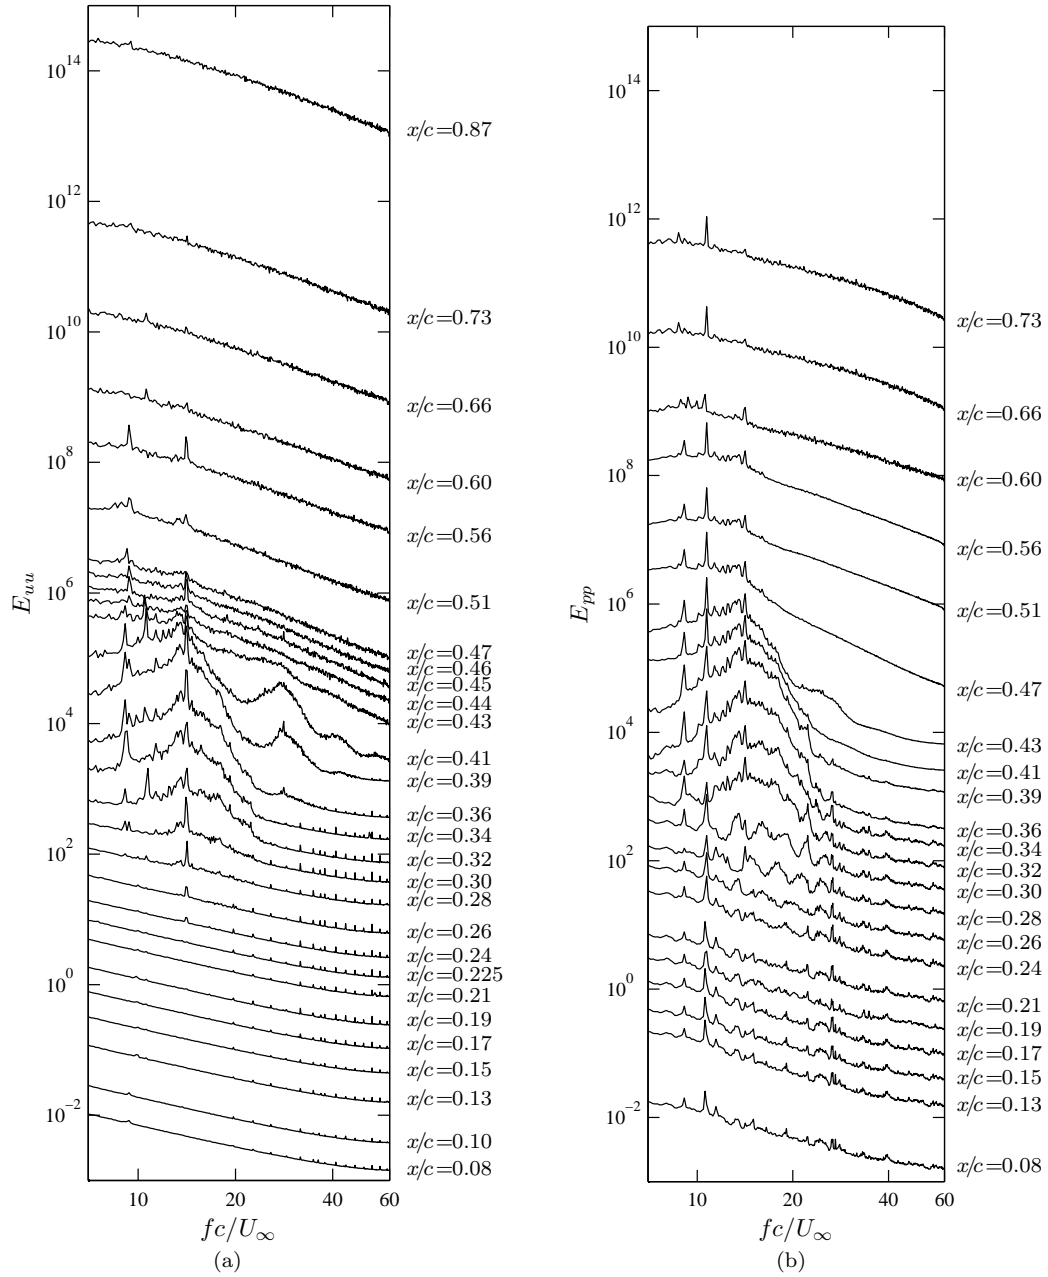 10^14
10^12
10^10
10^8
10^6
10^4
10^2
10^0
10^−2
E_uu
x/c=0.87
x/c=0.73
x/c=0.66
x/c=0.60
x/c=0.56
x/c=0.51
x/c=0.47
x/c=0.46
x/c=0.45
x/c=0.44
x/c=0.43
x/c=0.41
x/c=0.39
x/c=0.36
x/c=0.34
x/c=0.32
x/c=0.30
x/c=0.28
x/c=0.26
x/c=0.24
x/c=0.225
x/c=0.21
x/c=0.19
x/c=0.17
x/c=0.15
x/c=0.13
x/c=0.10
x/c=0.08
10 20 40 60
fc/U_∞
(a)
10^14
10^12
10^10
10^8
10^6
10^4
10^2
10^0
10^−2
E_pp
x/c=0.73
x/c=0.66
x/c=0.60
x/c=0.56
x/c=0.51
x/c=0.47
x/c=0.43
x/c=0.41
x/c=0.39
x/c=0.36
x/c=0.34
x/c=0.32
x/c=0.30
x/c=0.28
x/c=0.26
x/c=0.24
x/c=0.21
x/c=0.19
x/c=0.17
x/c=0.15
x/c=0.13
x/c=0.08
10 20 40 60
fc/U_∞
(b)